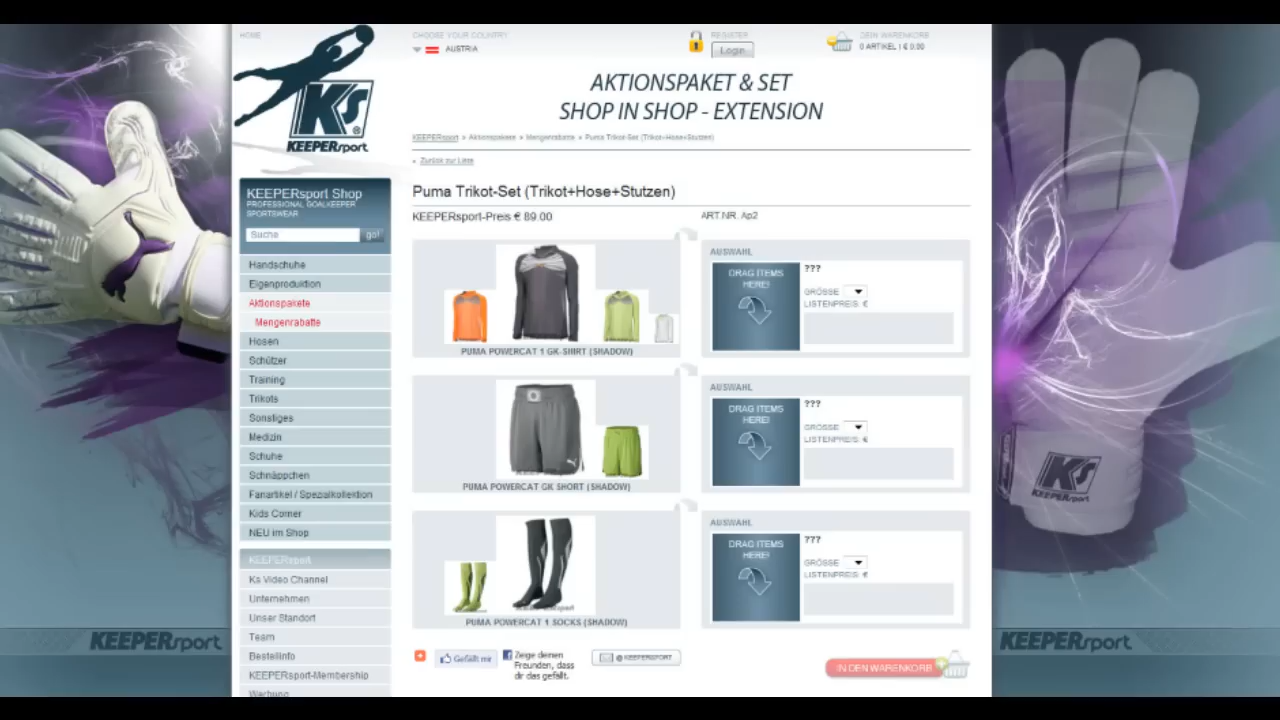 HOME
CHOOSE YOUR COUNTRY
AUSTRIA
REGISTER
Login
DEIN WARENKORB
0 ARTIKEL | € 0.00
KS
KEEPERsport
AKTIONSPAKET & SET
SHOP IN SHOP - EXTENSION
KEEPERsport » Aktionspakete » Mengenrabatte » Puma Trikot-Set (Trikot+Hose+Stutzen)
Zurück zur Liste
KEEPERsport Shop
PROFESSIONAL GOALKEEPER
SPORTSWEAR
Suche
go!
Handschuhe
Eigenproduktion
Aktionspakete
Mengenrabatte
Hosen
Schützer
Training
Trikots
Sonstiges
Medizin
Schuhe
Schnäppchen
Fanartikel / Spezialkollektion
Kids Corner
NEU im Shop
KEEPERsport
Ks Video Channel
Unternehmen
Unser Standort
Team
Bestellinfo
KEEPERsport-Membership
Werbung
Puma Trikot-Set (Trikot+Hose+Stutzen)
KEEPERsport-Preis € 89.00
ART.NR. Ap2
PUMA POWERCAT 1 GK-SHIRT (SHADOW)
AUSWAHL
DRAG ITEMS
HERE!
???
GRÖSSE
LISTENPREIS: €
PUMA POWERCAT GK SHORT (SHADOW)
AUSWAHL
DRAG ITEMS
HERE!
???
GRÖSSE
LISTENPREIS: €
PUMA POWERCAT 1 SOCKS (SHADOW)
AUSWAHL
DRAG ITEMS
HERE!
???
GRÖSSE
LISTENPREIS: €
Gefällt mir
Zeige deinen
Freunden, dass
dir das gefällt.
@ KEEPERSPORT
IN DEN WARENKORB
KEEPERsport
KS
KEEPERsport
KEEPERsport